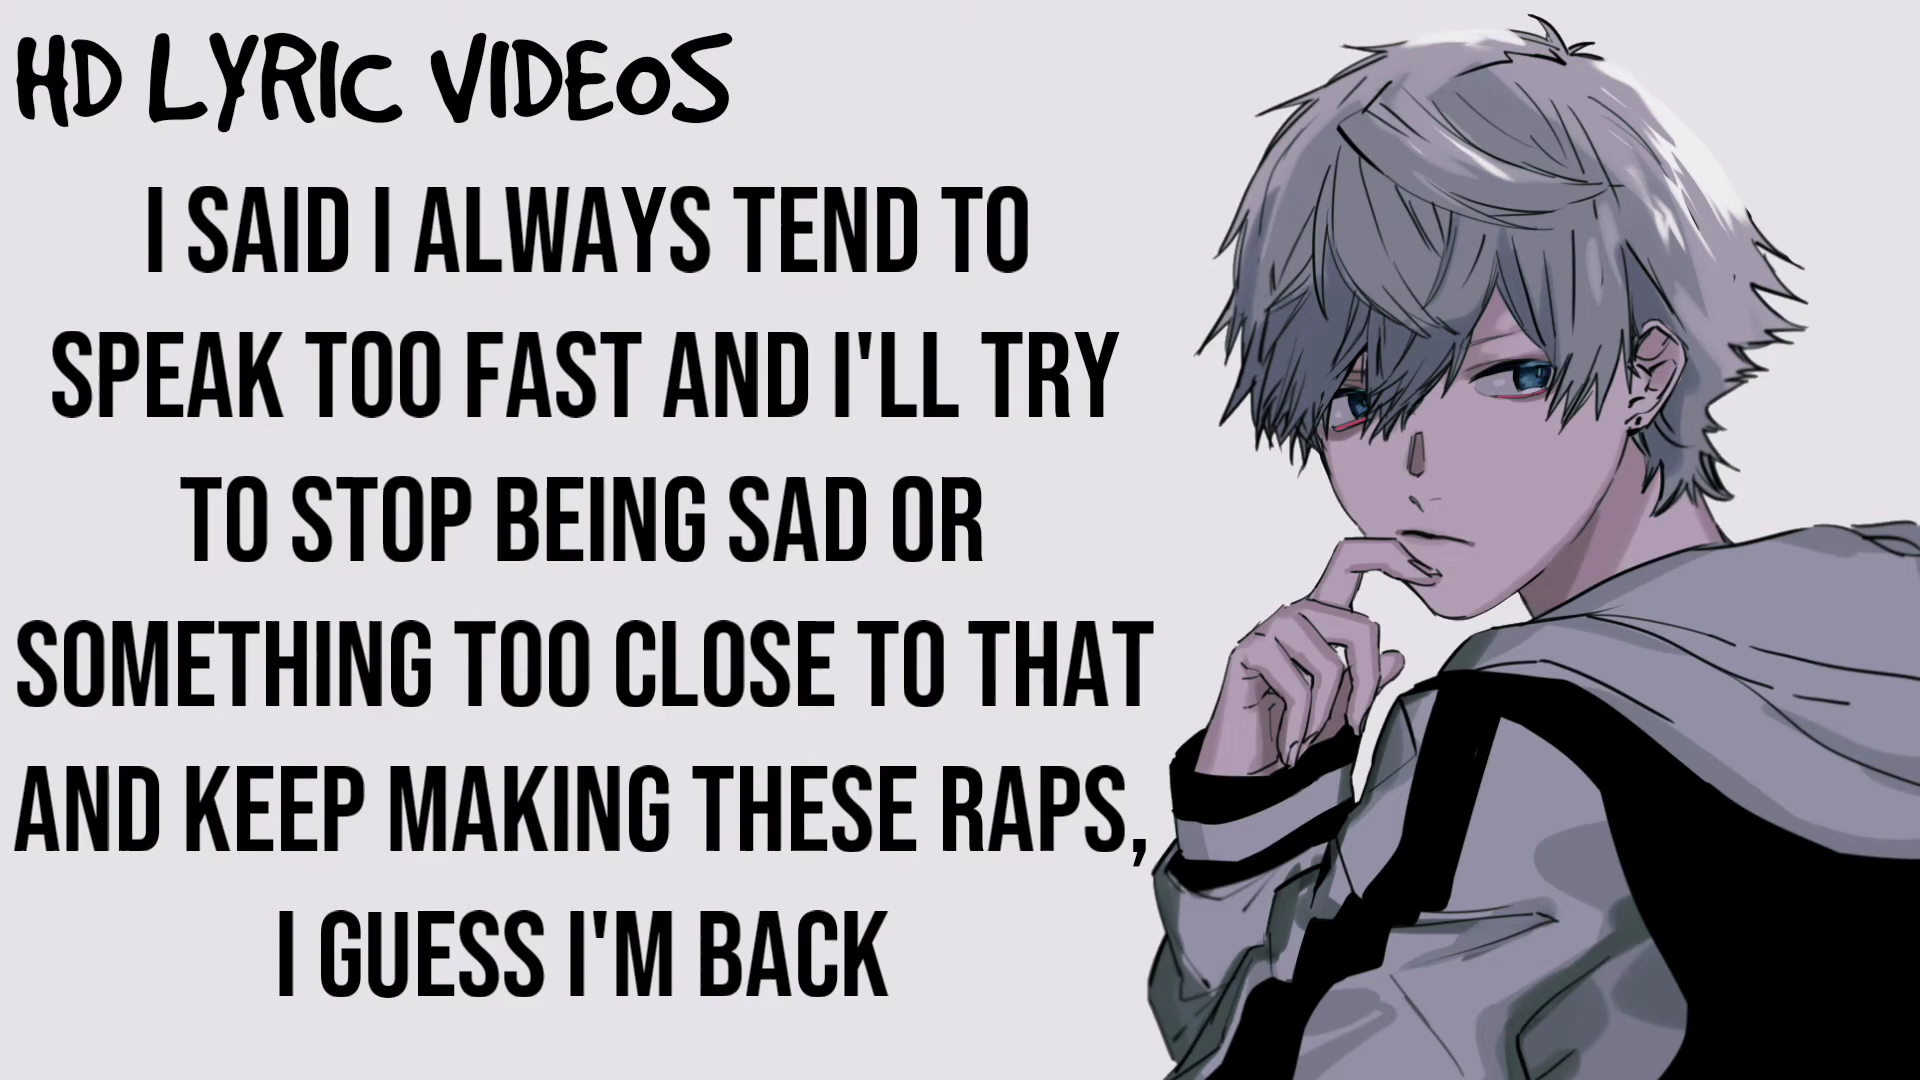 HD LYRIC VIDEOS
I SAID I ALWAYS TEND TO
SPEAK TOO FAST AND I'LL TRY
TO STOP BEING SAD OR
SOMETHING TOO CLOSE TO THAT
AND KEEP MAKING THESE RAPS,
I GUESS I'M BACK